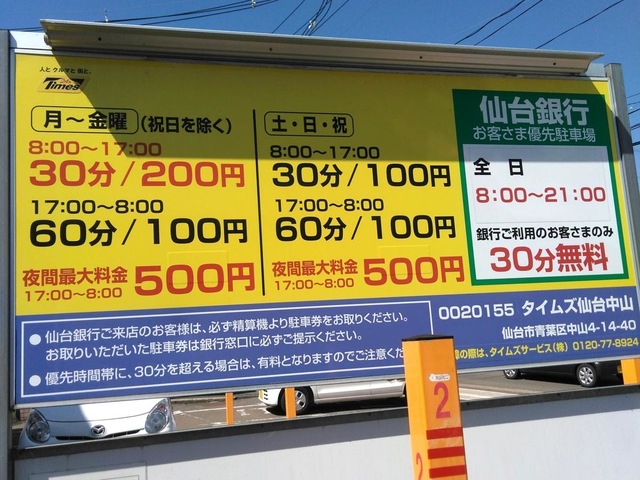 人とクルマと街と。
Times
月～金曜(祝日を除く)
8:00～17:00
30分/200円
17:00～8:00
60分/100円
夜間最大料金
17:00～8:00
500円
土・日・祝
8:00～17:00
30分/100円
17:00～8:00
60分/100円
夜間最大料金
17:00～8:00
500円
仙台銀行
お客さま優先駐車場
全日
8:00～21:00
銀行ご利用のお客さまのみ
30分無料
●仙台銀行ご来店のお客様は、必ず精算機より駐車券をお取りください。
お取りいただいた駐車券は銀行窓口に必ずご提示ください。
●優先時間帯に、30分を超える場合は、有料となりますのでご注意くだ
0020155 タイムズ仙台中山
仙台市青葉区中山4-14-40
の際は、タイムズサービス(株) 0120-77-8924
2
2